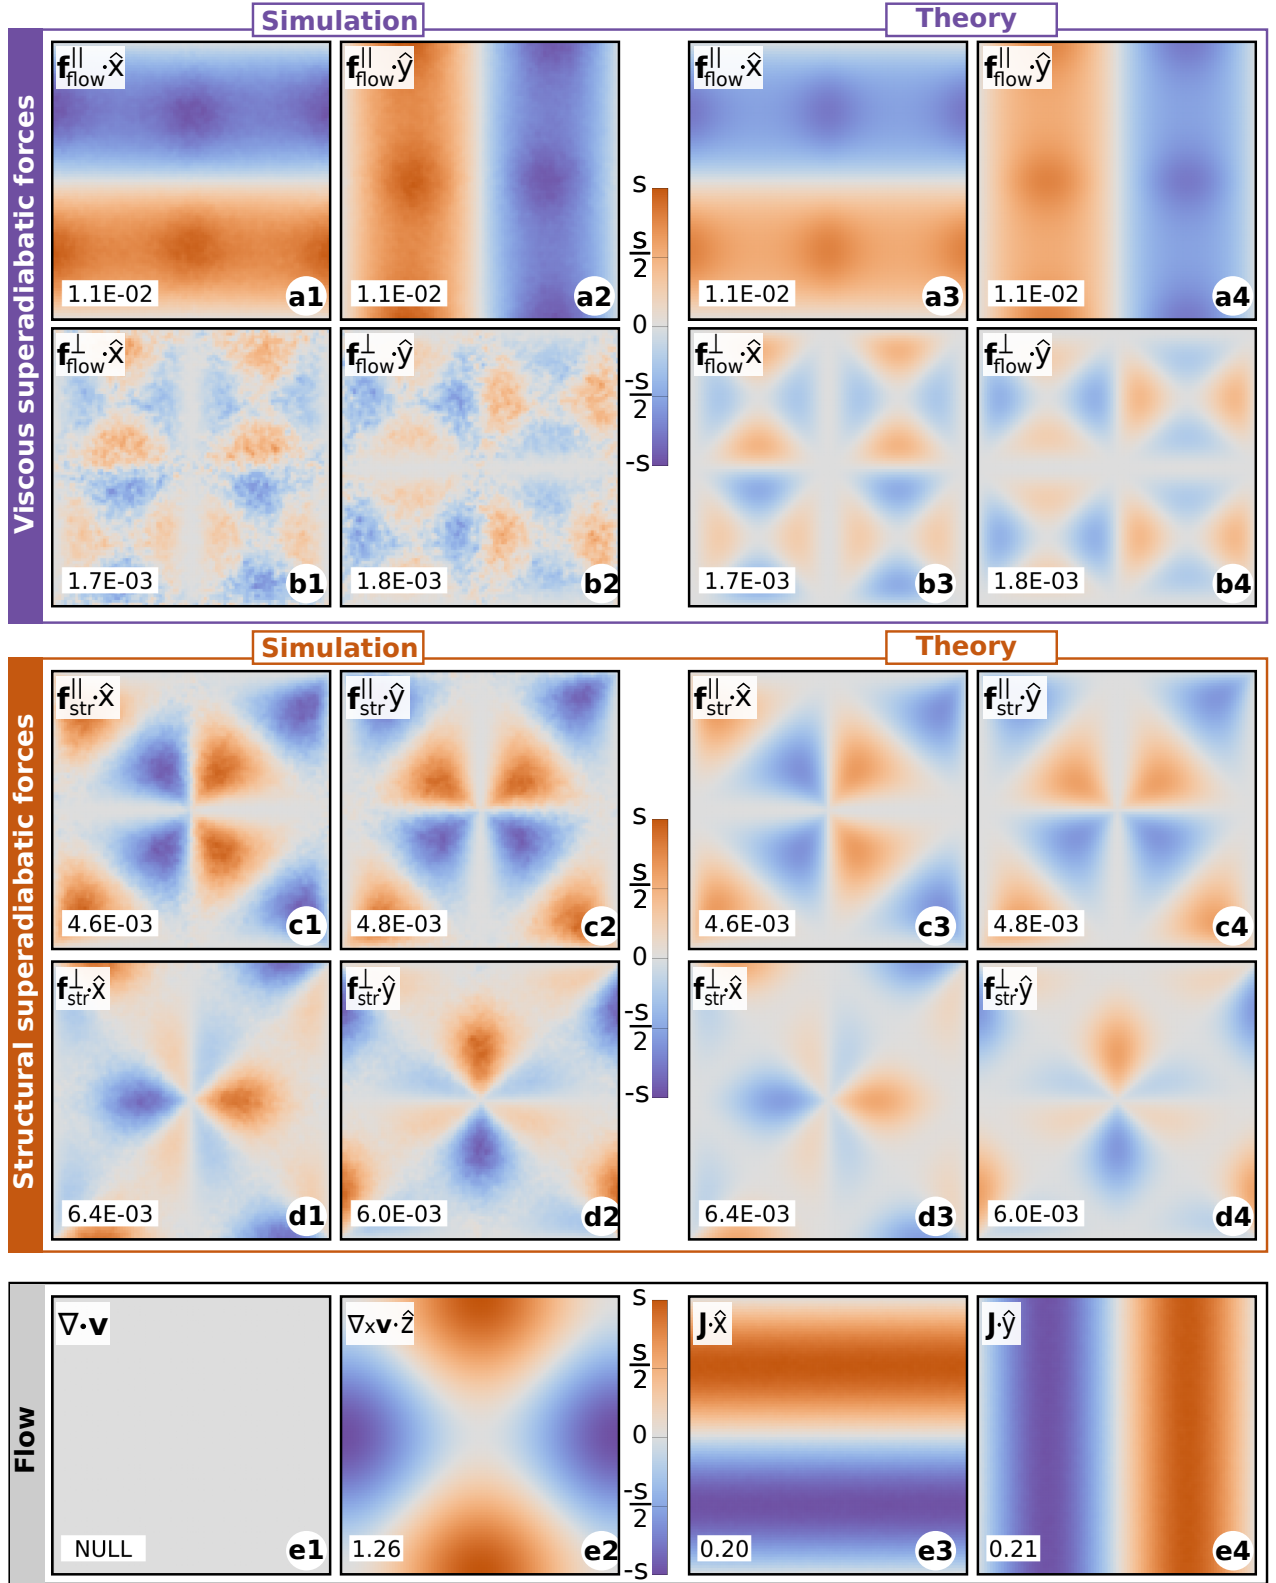 Simulation
Theory
Viscous superadiabatic forces
f||flow·x̂
1.1E-02
a1
f||flow·ŷ
1.1E-02
a2
f||flow·x̂
1.1E-02
a3
f||flow·ŷ
1.1E-02
a4
s
s/2
0
-s/2
-s
f⊥flow·x̂
1.7E-03
b1
f⊥flow·ŷ
1.8E-03
b2
f⊥flow·x̂
1.7E-03
b3
f⊥flow·ŷ
1.8E-03
b4
Simulation
Theory
Structural superadiabatic forces
f||str·x̂
4.6E-03
c1
f||str·ŷ
4.8E-03
c2
f||str·x̂
4.6E-03
c3
f||str·ŷ
4.8E-03
c4
s
s/2
0
-s/2
-s
f⊥str·x̂
6.4E-03
d1
f⊥str·ŷ
6.0E-03
d2
f⊥str·x̂
6.4E-03
d3
f⊥str·ŷ
6.0E-03
d4
Flow
∇·v
NULL
e1
∇×v·ẑ
1.26
e2
s
s/2
0
-s/2
-s
J·x̂
0.20
e3
J·ŷ
0.21
e4